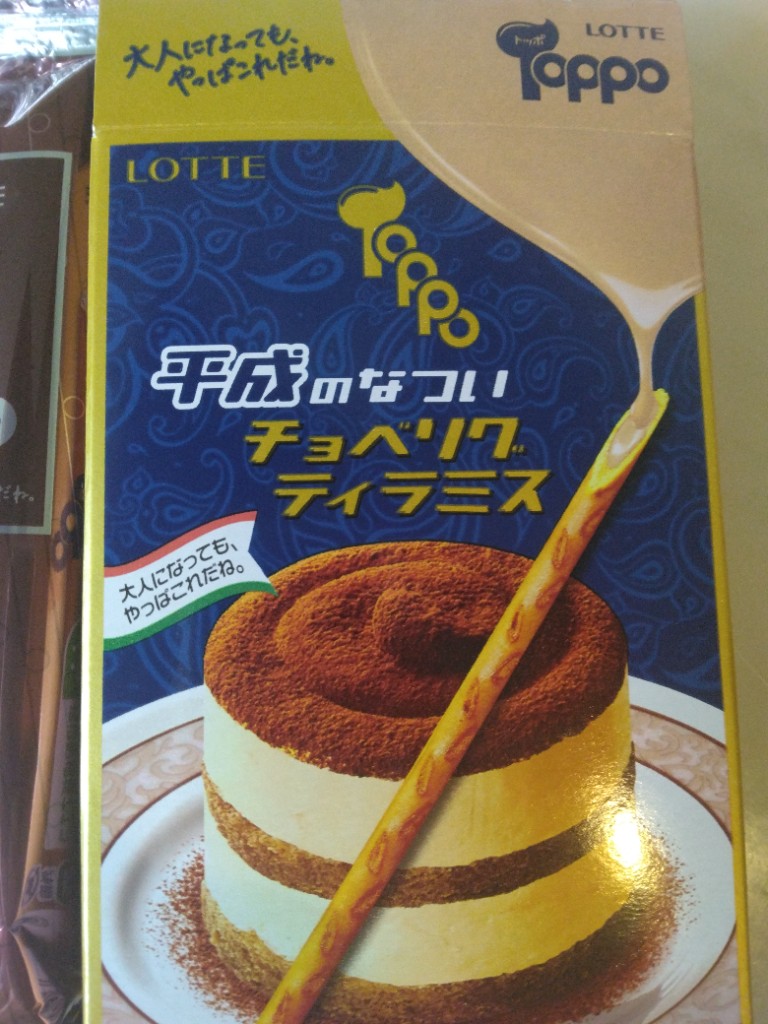 大人になっても、
やっぱこれだね。
LOTTE
トッポ
Toppo
LOTTE
Toppo
平成のなつい
チョベリグ
ティラミス
大人になっても、
やっぱこれだね。
だね。